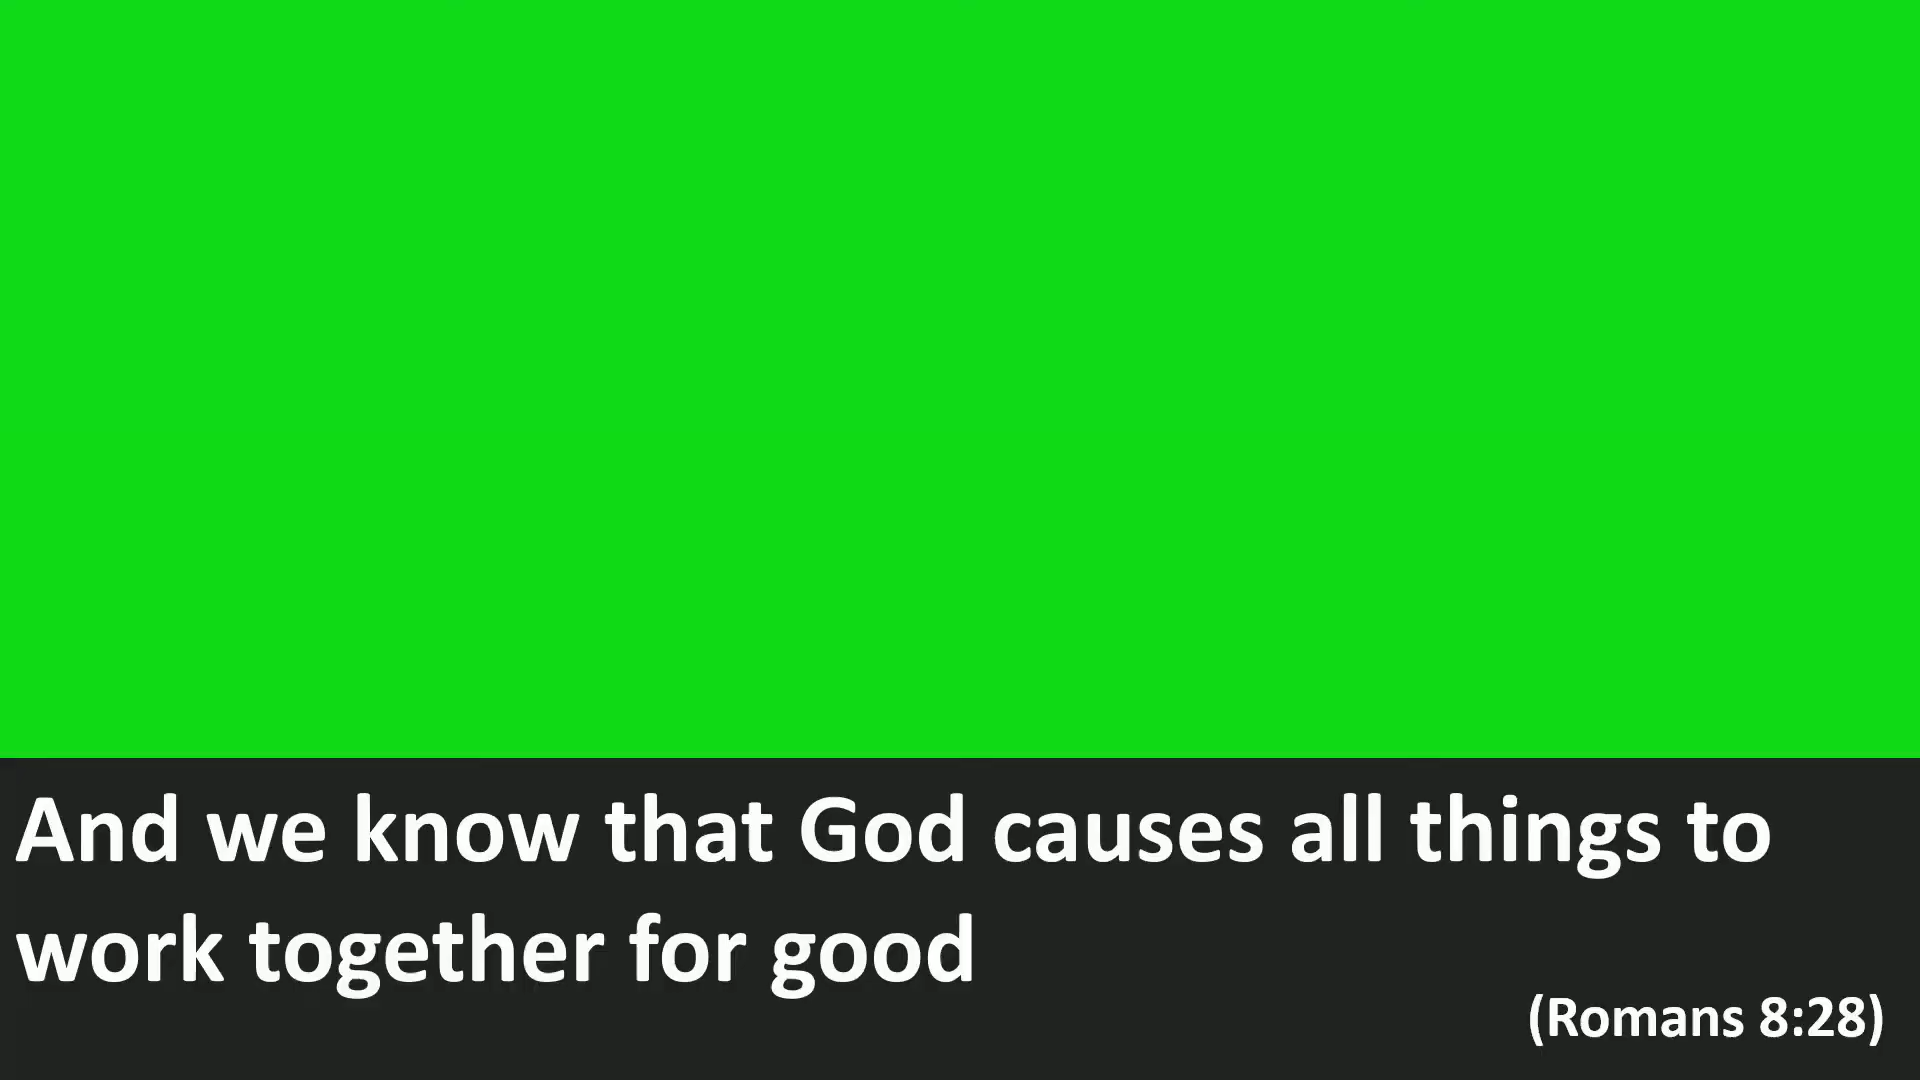 And we know that God causes all things to
work together for good
(Romans 8:28)